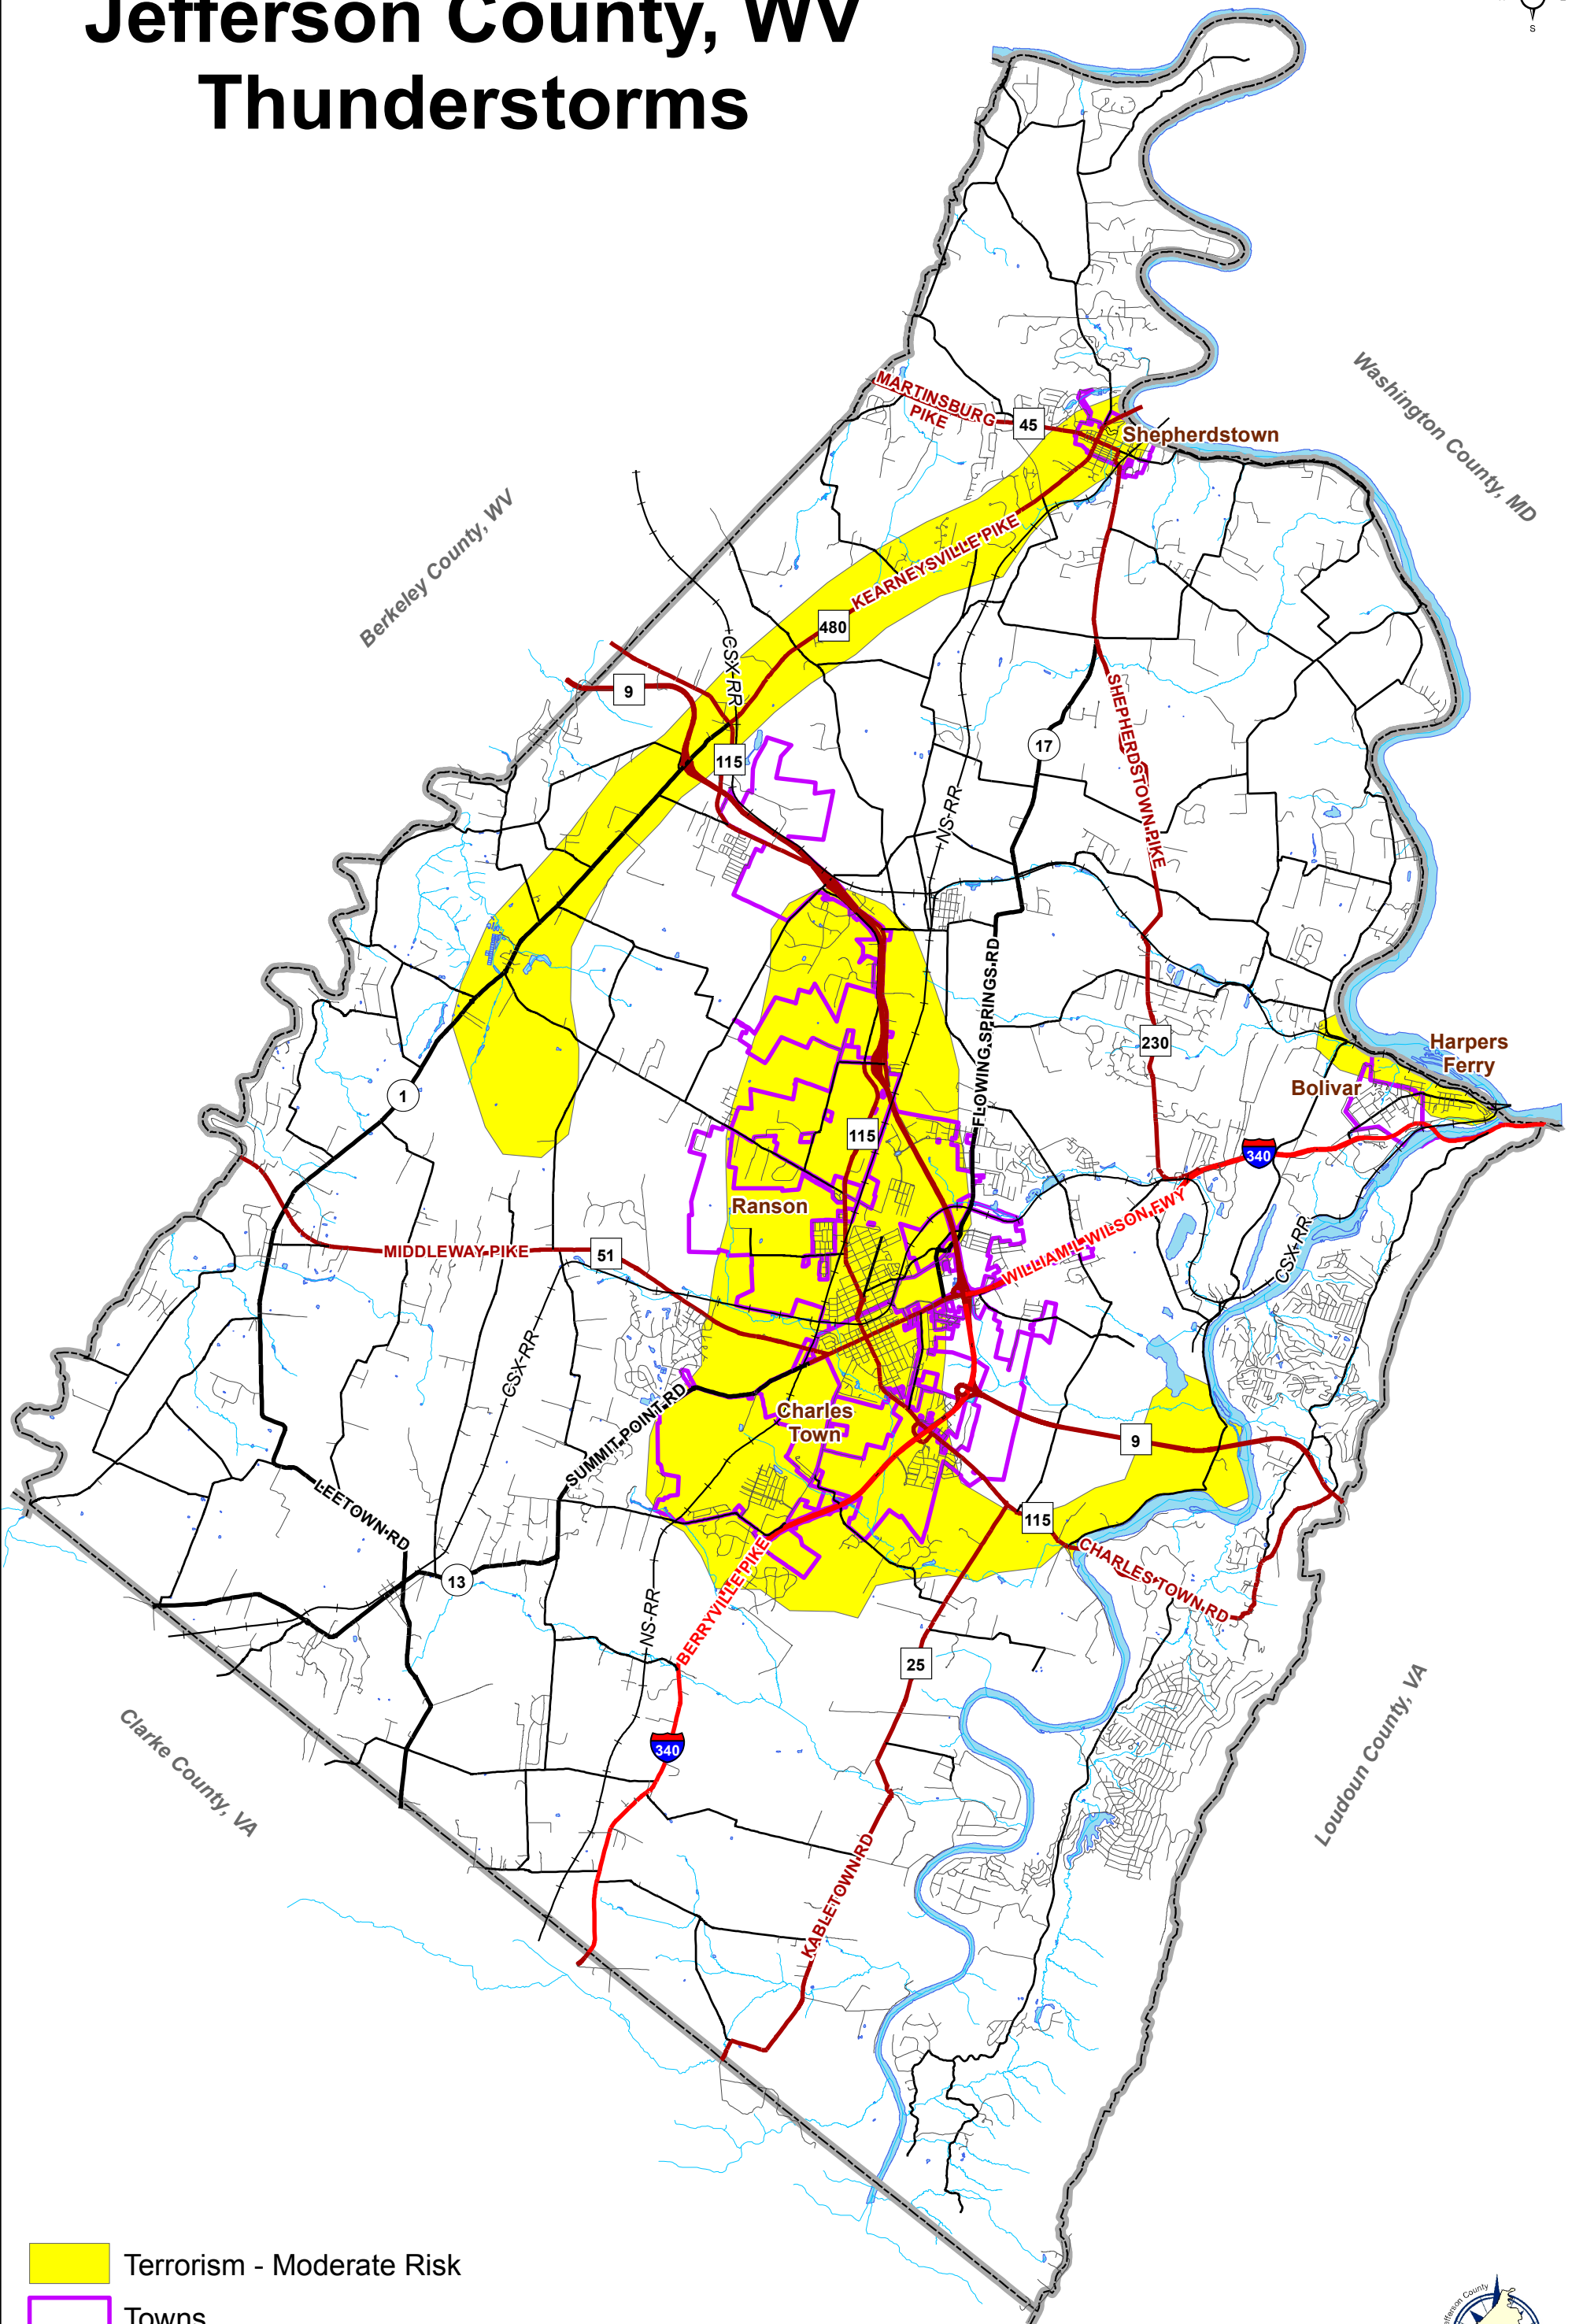 Jefferson County, WV
Thunderstorms
S
Washington County, MD
MARTINSBURG
PIKE
45
Shepherdstown
Berkeley County, WV
KEARNEYSVILLE PIKE
480
CSX-RR
9
115
17
SHEPHERDSTOWN PIKE
NS-RR
FLOWING SPRINGS RD
230
Harpers
Ferry
Bolivar
1
115
340
Ranson
WILLIAM L WILSON FWY
CSX-RR
MIDDLEWAY PIKE
51
CSX-RR
SUMMIT POINT RD
Charles
Town
9
LEETOWN RD
115
CHARLES TOWN RD
13
BERRYVILLE PIKE
NS-RR
25
340
Clarke County, VA
Loudoun County, VA
KABLETOWN RD
Terrorism - Moderate Risk
Towns
Jefferson County